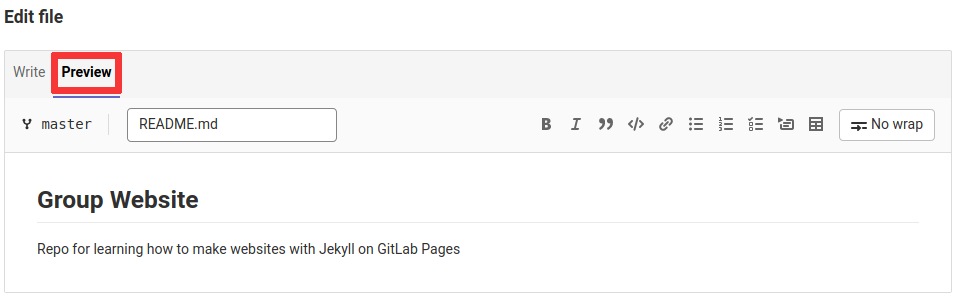 Edit file
Write Preview
master README.md No wrap
Group Website
Repo for learning how to make websites with Jekyll on GitLab Pages